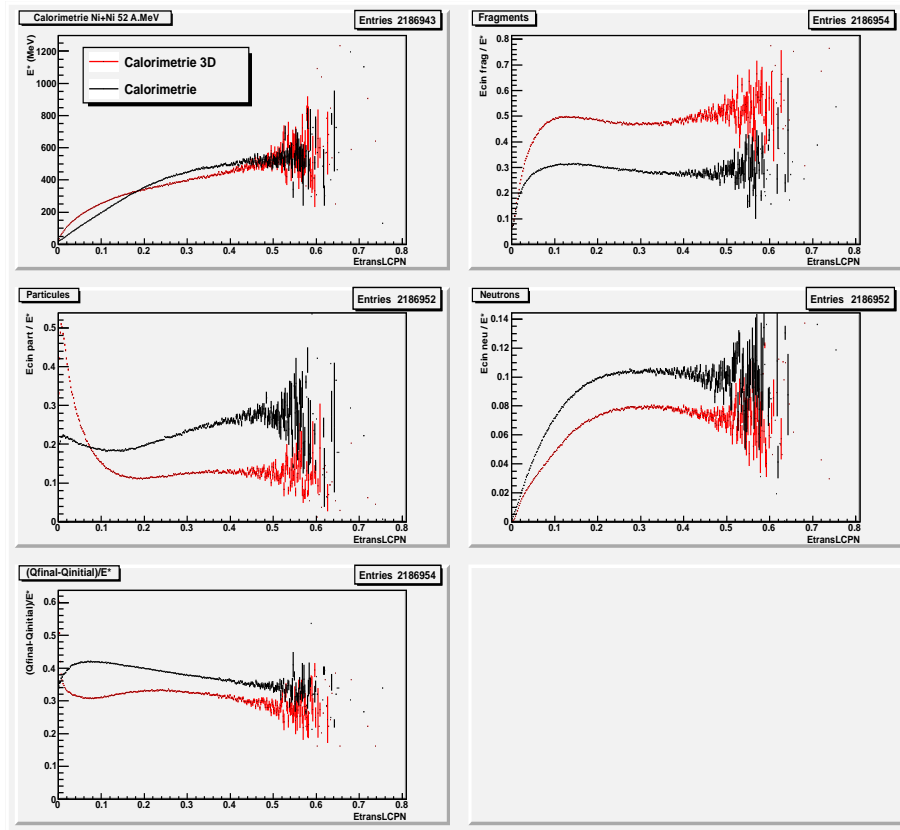 Calorimetrie Ni+Ni 52 A.MeV
Entries 2186943
E* (MeV)
1200
1000
800
600
400
200
0
Calorimetrie 3D
Calorimetrie
0 0.1 0.2 0.3 0.4 0.5 0.6 0.7 0.8
EtransLCPN
Fragments
Entries 2186954
Ecin frag / E*
0.8
0.7
0.6
0.5
0.4
0.3
0.2
0.1
0
0 0.1 0.2 0.3 0.4 0.5 0.6 0.7 0.8
EtransLCPN
Particules
Entries 2186952
Ecin part / E*
0.5
0.4
0.3
0.2
0.1
0
0 0.1 0.2 0.3 0.4 0.5 0.6 0.7 0.8
EtransLCPN
Neutrons
Entries 2186952
Ecin neu / E*
0.14
0.12
0.1
0.08
0.06
0.04
0.02
0
0 0.1 0.2 0.3 0.4 0.5 0.6 0.7 0.8
EtransLCPN
(Qfinal-Qinitial)/E*
Entries 2186954
(Qfinal-Qinitial)/E*
0.6
0.5
0.4
0.3
0.2
0.1
0
0 0.1 0.2 0.3 0.4 0.5 0.6 0.7 0.8
EtransLCPN